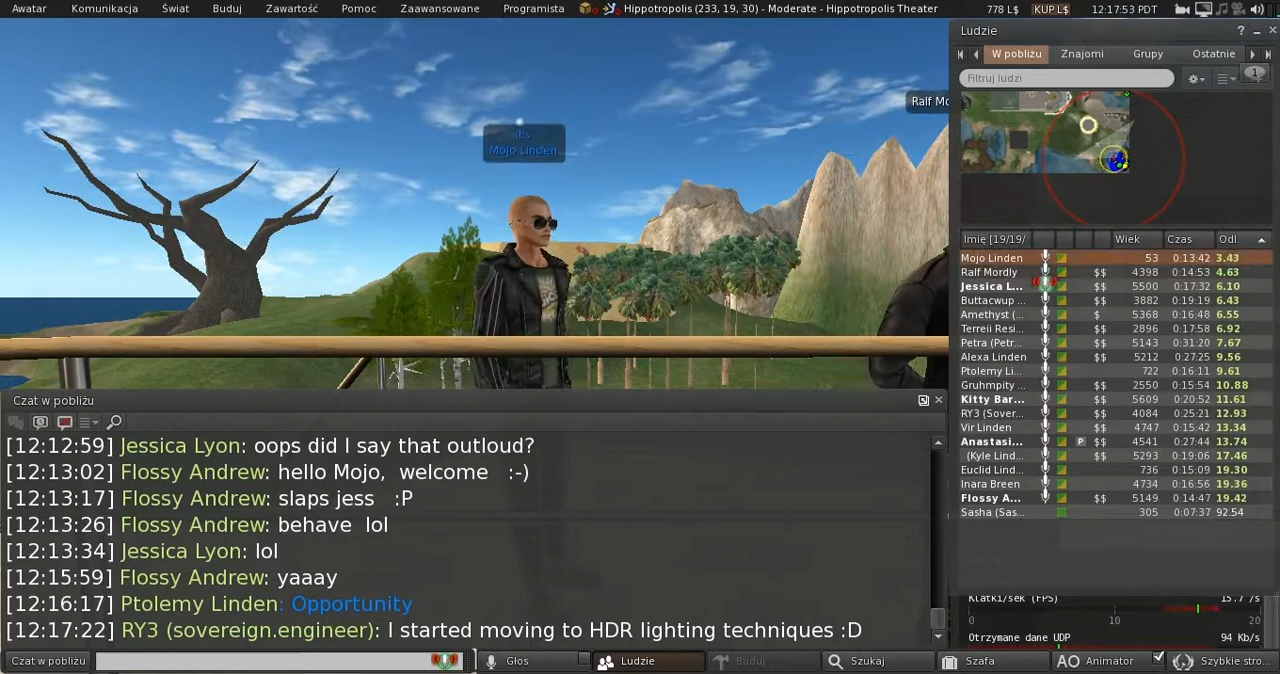 Awatar Komunikacja Świat Buduj Zawartość Pomoc Zaawansowane Programista Hippotropolis (233, 19, 30) - Moderate - Hippotropolis Theater 778 L$ KUP L$ 12:17:53 PDT
Ludzie ? _ ×
W pobliżu Znajomi Grupy Ostatnie
Filtruj ludzi 1
Ralf Mo
It's
Mojo Linden
Imię [19/19/ Wiek Czas Odl.
Mojo Linden 53 0:13:42 3.43
Ralf Mordly $$ 4398 0:14:53 4.63
Jessica L... $$ 5500 0:17:32 6.10
Buttacwup ... $$ 3882 0:19:19 6.43
Amethyst (... $ 5368 0:16:48 6.55
Terreii Resi... $$ 2896 0:17:58 6.92
Petra (Petr... $$ 5143 0:31:20 7.67
Alexa Linden $$ 5212 0:27:25 9.56
Ptolemy Li... 722 0:16:11 9.61
Gruhmpity ... $$ 2550 0:15:54 10.88
Kitty Bar... $$ 5609 0:20:52 11.61
RY3 (Sover... $$ 4084 0:25:21 12.93
Vir Linden $$ 4747 0:15:42 13.34
Anastasi... P $$ 4541 0:27:44 13.74
(Kyle Lind... $$ 5293 0:19:06 17.46
Euclid Lind... 736 0:15:09 19.30
Inara Breen 4734 0:16:56 19.36
Flossy A... $$ 5149 0:14:47 19.42
Sasha (Sas... 305 0:07:37 92.54
Klatki/sek (FPS) 15.7 /s
0 10 20
Otrzymane dane UDP 94 Kb/s
Czat w pobliżu
[12:12:59] Jessica Lyon: oops did I say that outloud?
[12:13:02] Flossy Andrew: hello Mojo, welcome :-)
[12:13:17] Flossy Andrew: slaps jess :P
[12:13:26] Flossy Andrew: behave lol
[12:13:34] Jessica Lyon: lol
[12:15:59] Flossy Andrew: yaaay
[12:16:17] Ptolemy Linden: Opportunity
[12:17:22] RY3 (sovereign.engineer): I started moving to HDR lighting techniques :D
Czat w pobliżu Głos Ludzie Buduj Szukaj Szafa AO Animator Szybkie stro...